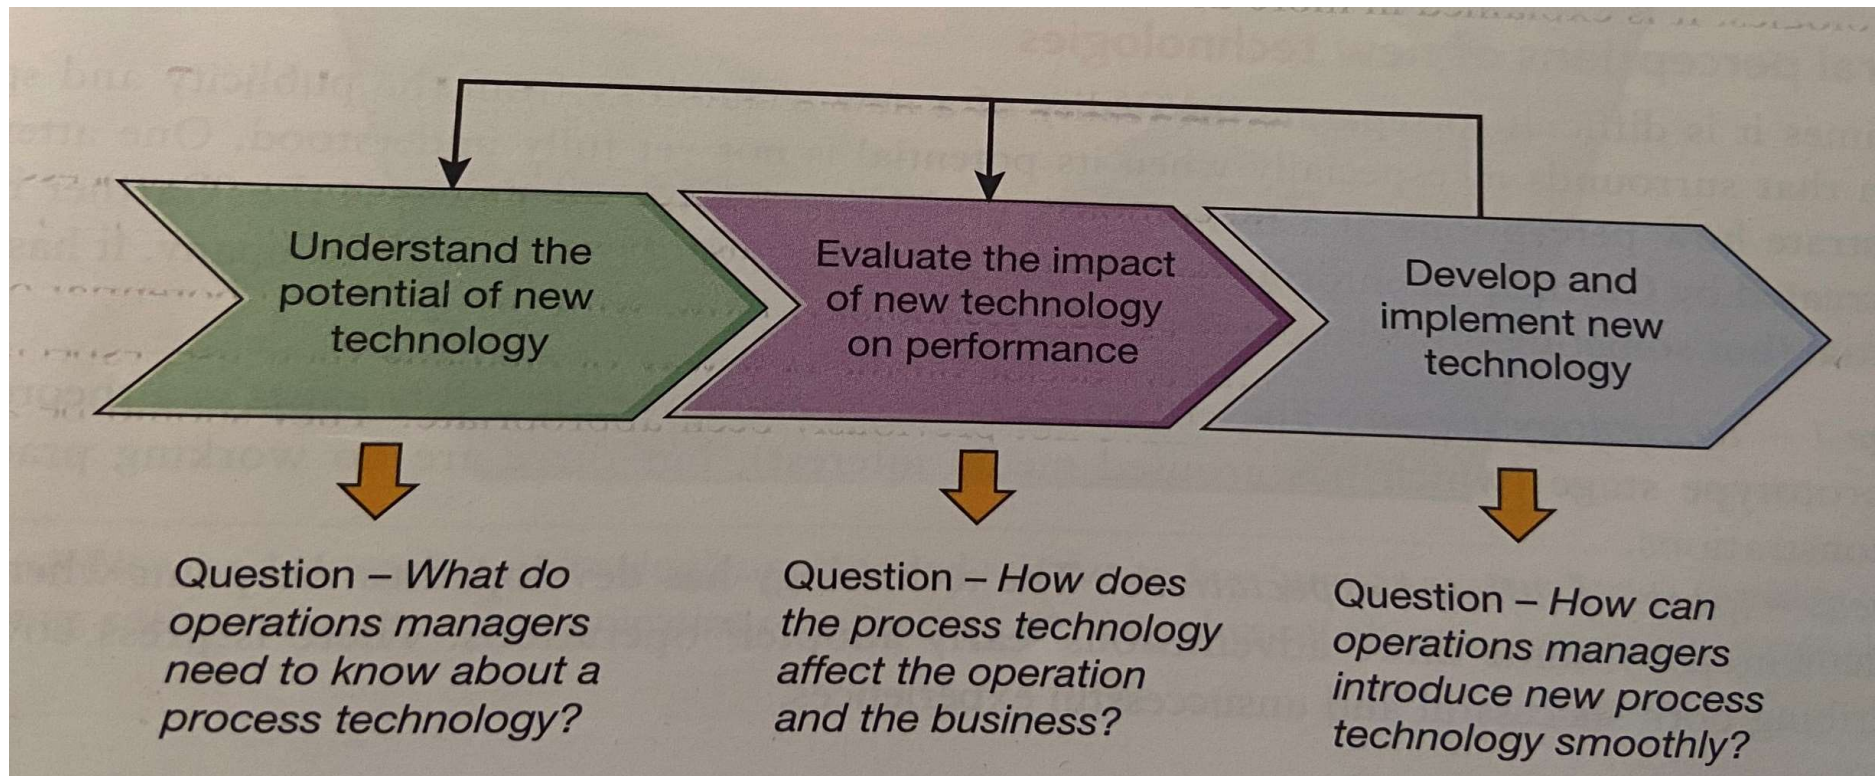 Understand the
potential of new
technology
Evaluate the impact
of new technology
on performance
Develop and
implement new
technology
Question – What do
operations managers
need to know about a
process technology?
Question – How does
the process technology
affect the operation
and the business?
Question – How can
operations managers
introduce new process
technology smoothly?